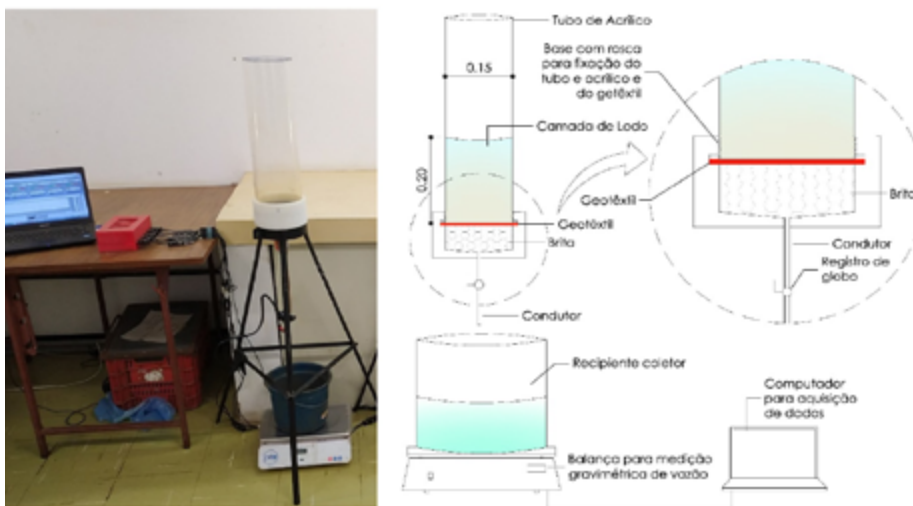 Tubo de Acrílico
0.15
Base com rosca
para fixação do
tubo e acrílico e
do getêxtil
Camada de Lodo
0.20
Geotêxtil
Brita
Condutor
Geotêxtil
Brita
Condutor
Registro de
globo
Recipiente coletor
Balança para medição
gravimétrica de vazão
Computador
para aquisição
de dados